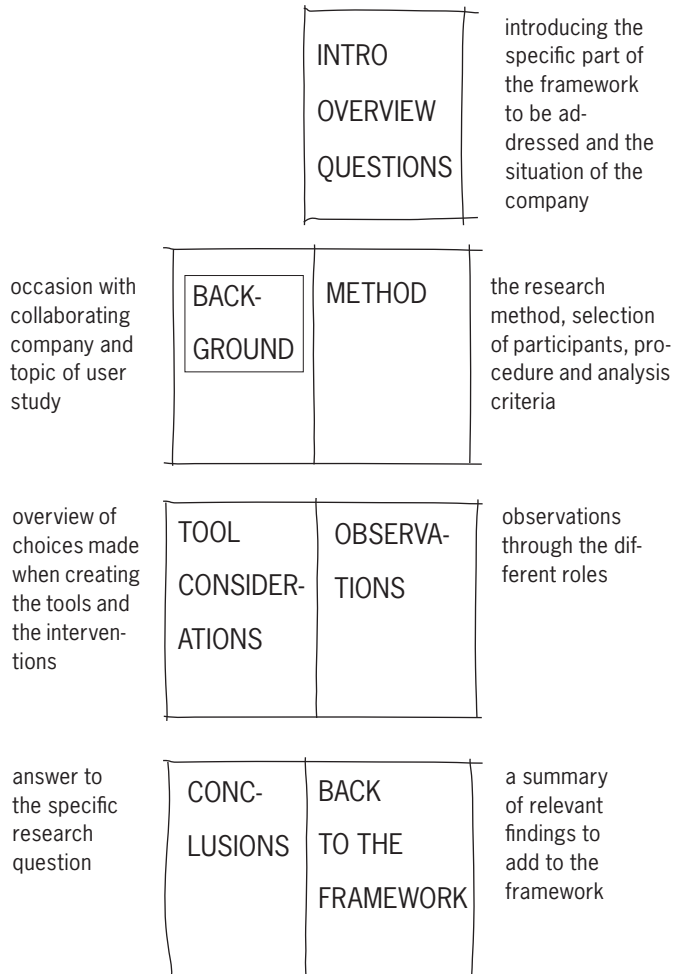 INTRO
OVERVIEW
QUESTIONS
introducing the
specific part of
the framework
to be ad-
dressed and the
situation of the
company
occasion with
collaborating
company and
topic of user
study
BACK-
GROUND
METHOD
the research
method, selection
of participants, pro-
cedure and analysis
criteria
overview of
choices made
when creating
the tools and
the interven-
tions
TOOL
CONSIDER-
ATIONS
OBSERVA-
TIONS
observations
through the dif-
ferent roles
answer to
the specific
research
question
CONC-
LUSIONS
BACK
TO THE
FRAMEWORK
a summary
of relevant
findings to
add to the
framework